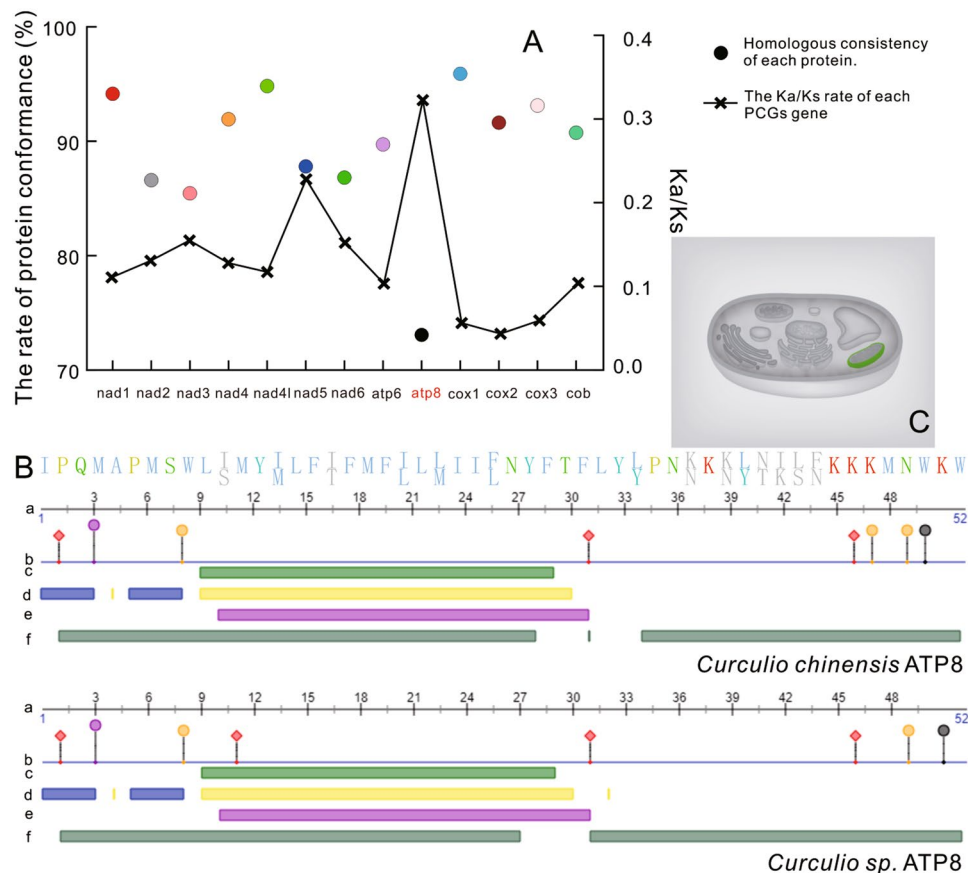 The rate of protein conformance (%)
100
90
80
70
A
0.4
0.3
0.2
0.1
0.0
Ka/Ks
Homologous consistency
of each protein.
The Ka/Ks rate of each
PCGs gene
nad1 nad2 nad3 nad4 nad4l nad5 nad6 atp6 atp8 cox1 cox2 cox3 cob
C
B
I P Q M A P M S W L I M Y I L F I F M F I L L I I F N Y F T F L Y L P N K K K L N I L F K K K M N W K W
S M T L M L Y N N Y T K S N
a 3 6 9 12 15 18 21 24 27 30 33 36 39 42 45 48
1 52
b
c
d
e
f
Curculio chinensis ATP8
a 3 6 9 12 15 18 21 24 27 30 33 36 39 42 45 48
1 52
b
c
d
e
f
Curculio sp. ATP8